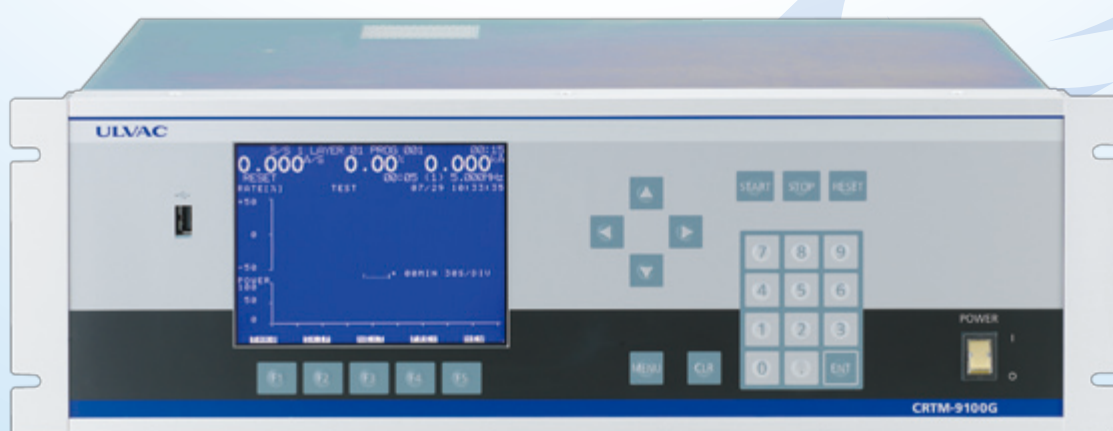 ULVAC
S/S 1 LAYER 01 PROG 001 00:15
0.000 A/S 0.00 % 0.000 kA
RESET 00:05 (1) 5.000MHz
RATE[%] TEST 07/29 10:33:35
+50
0
-50
00MIN 30S/DIV
POWER
100
50
0
F1 F2 F3 F4 F5
START STOP RESET
7 8 9
4 5 6
1 2 3
0 ENT
MENU CLR
POWER
I
O
CRTM-9100G